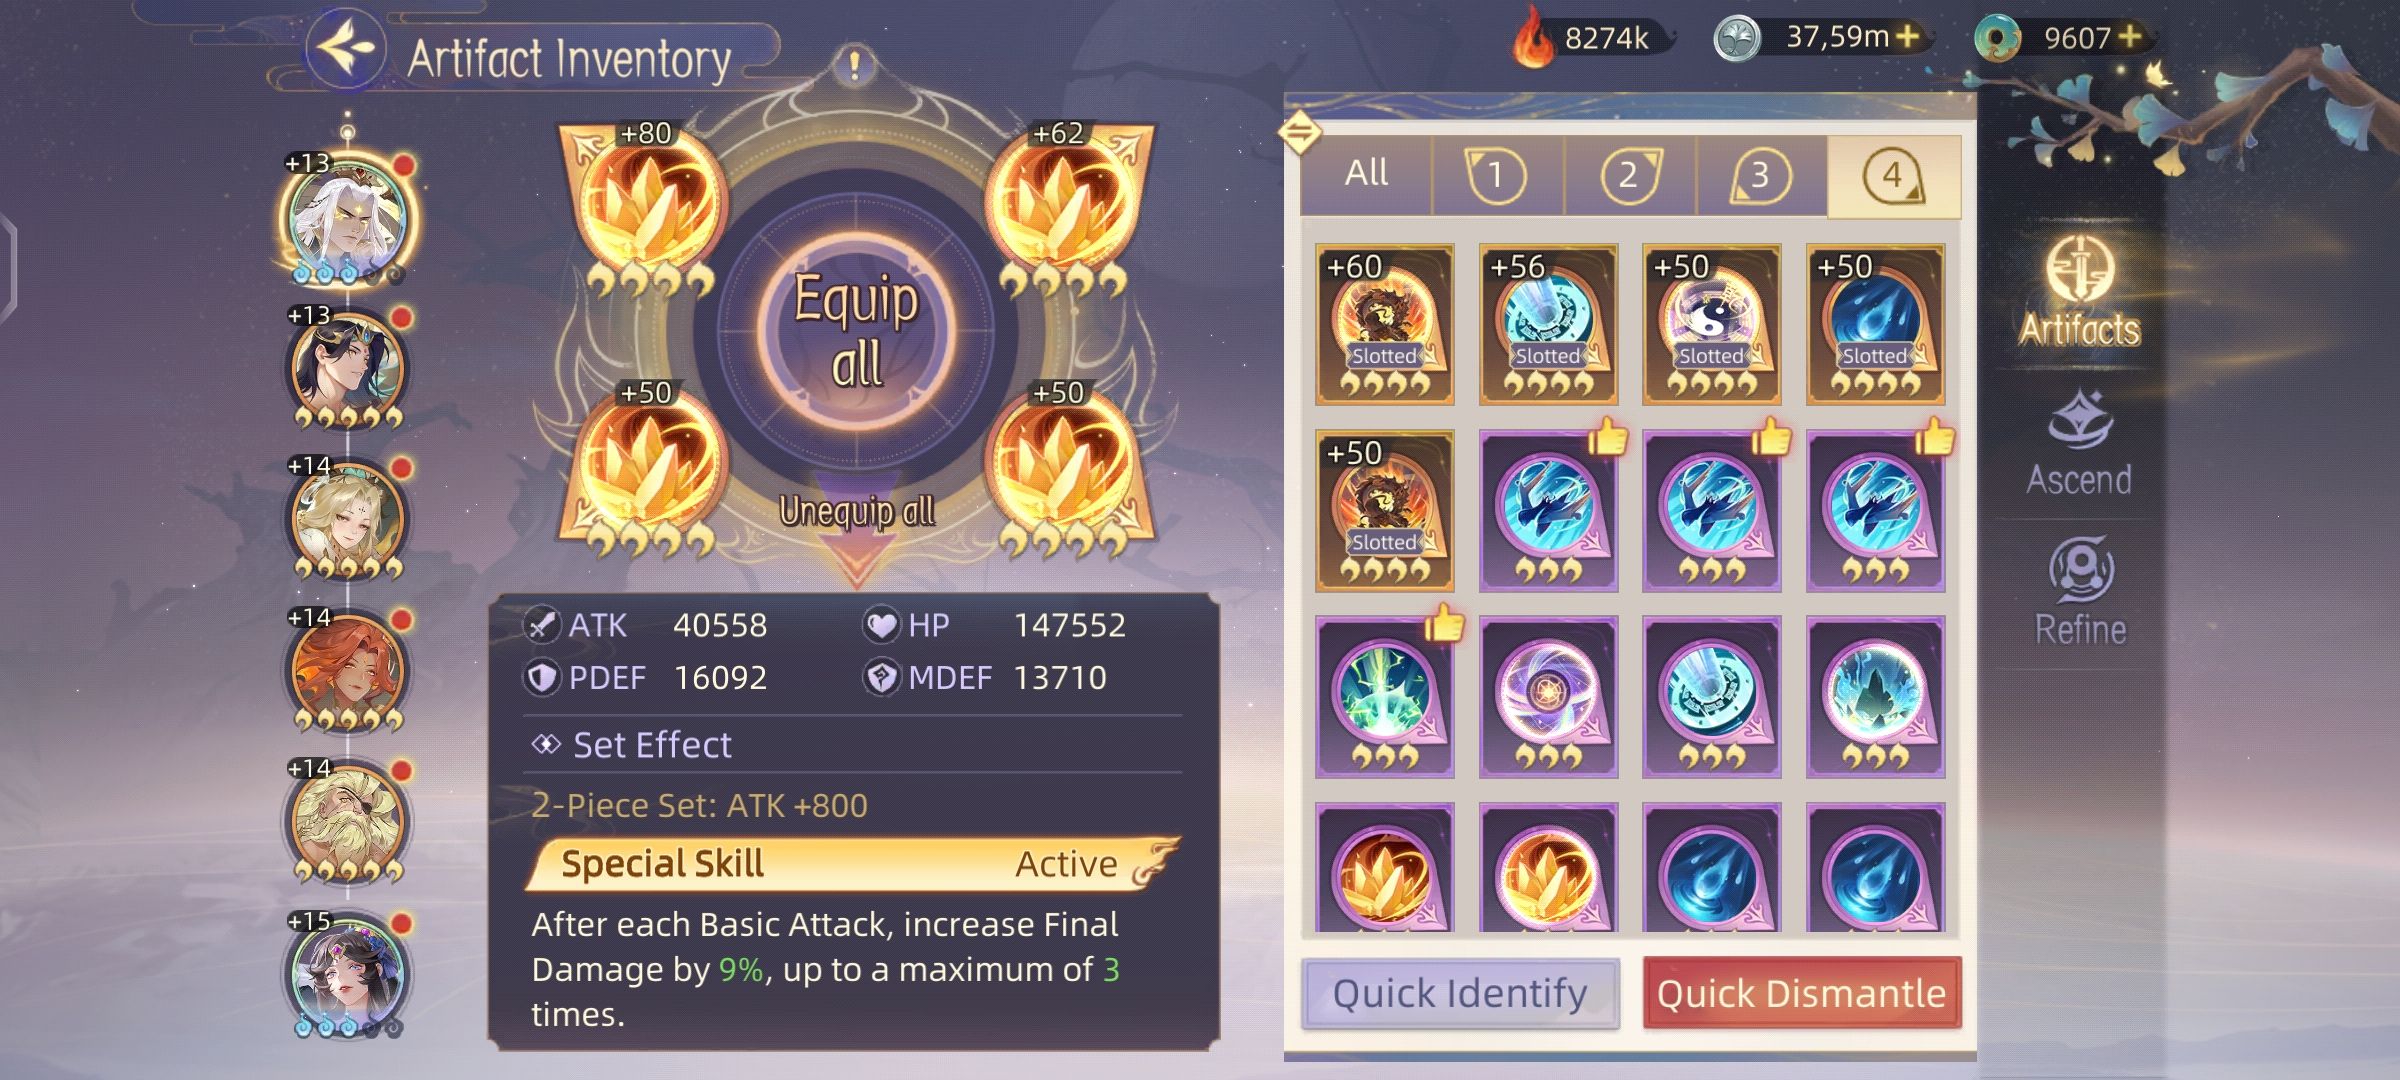 Artifact Inventory
!
8274k
37,59m+
9607+
+13
+13
+14
+14
+14
+15
+80
+62
+50
+50
Equip
all
Unequip all
ATK 40558
HP 147552
PDEF 16092
MDEF 13710
Set Effect
2-Piece Set: ATK +800
Special Skill
Active
After each Basic Attack, increase Final
Damage by 9%, up to a maximum of 3
times.
All
1
2
3
4
+60
Slotted
+56
Slotted
+50
Slotted
+50
Slotted
+50
Slotted
Quick Identify
Quick Dismantle
Artifacts
Ascend
Refine